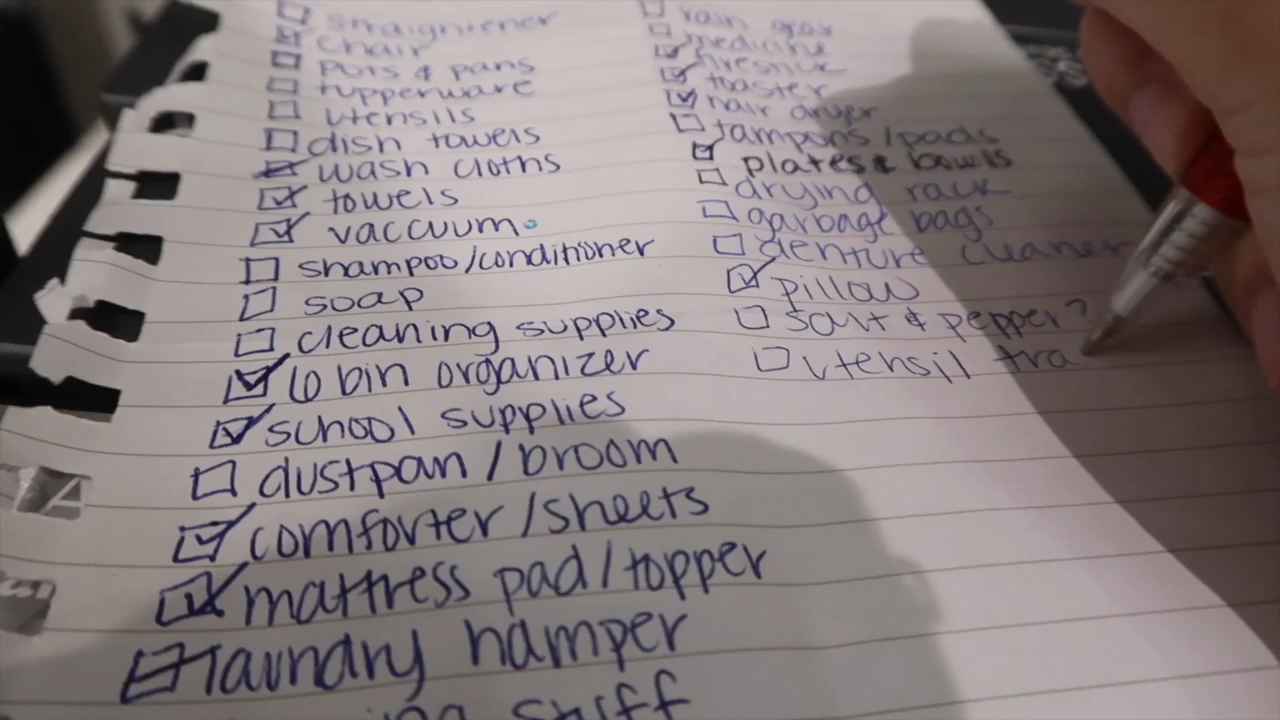 straightener
chair
pots & pans
tupperware
utensils
dish towels
wash cloths
towels
vaccuum
shampoo/conditioner
soap
cleaning supplies
6 bin organizer
school supplies
dustpan / broom
comforter /sheets
mattress pad/topper
laundry hamper
stuff
rain gear
medicine
firestick
toaster
hair dryer
tampons /pads
plates & bowls
drying rack
garbage bags
denture cleaner
pillow
salt & pepper?
utensil tra